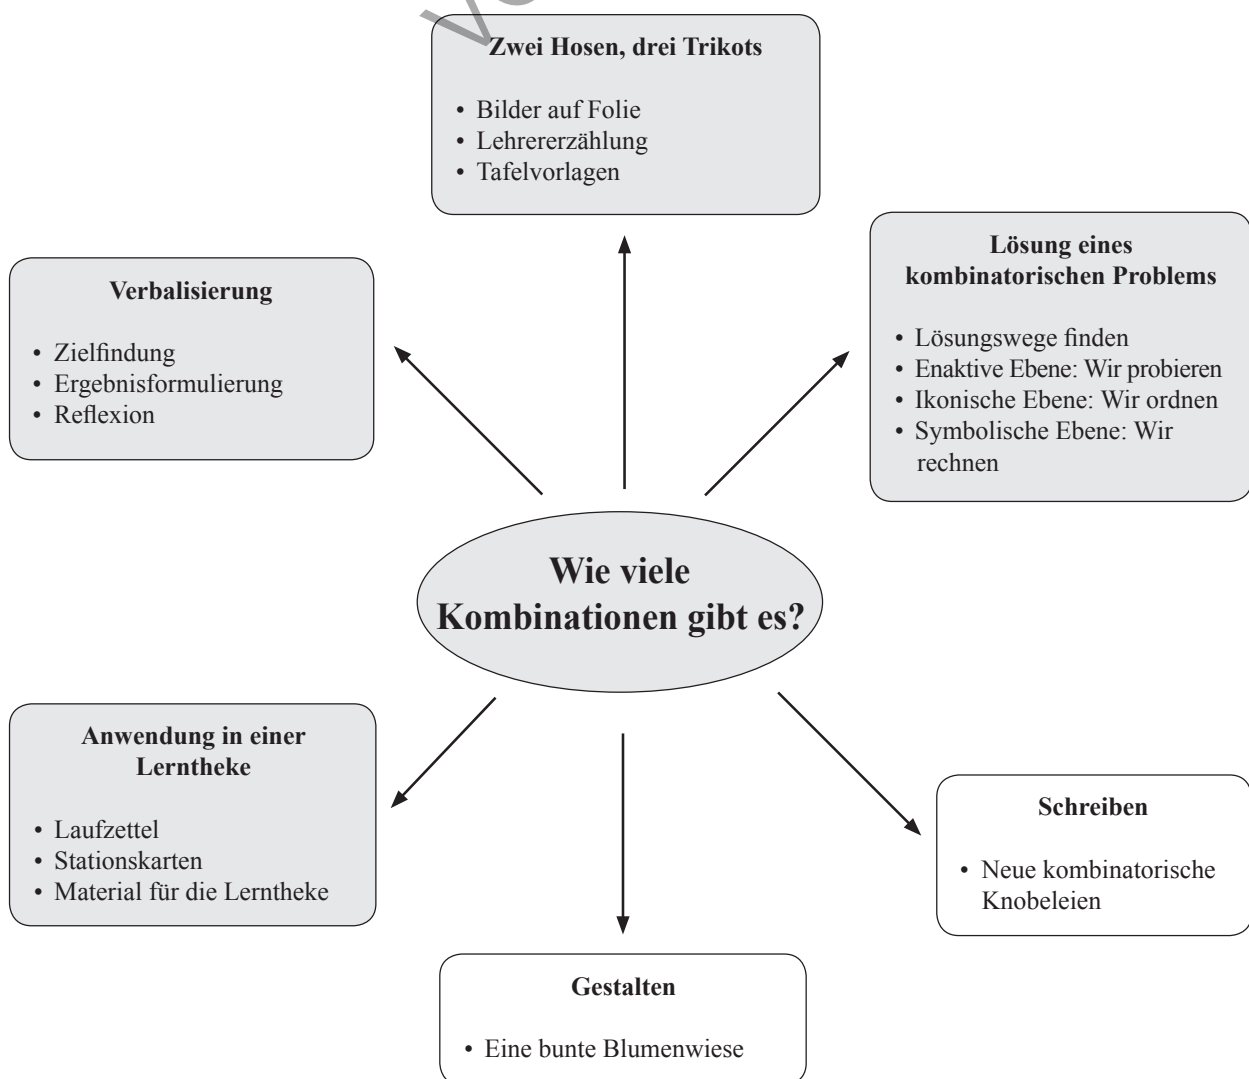 Zwei Hosen, drei Trikots
• Bilder auf Folie
• Lehrererzählung
• Tafelvorlagen
Lösung eines
kombinatorischen Problems
• Lösungswege finden
• Enaktive Ebene: Wir probieren
• Ikonische Ebene: Wir ordnen
• Symbolische Ebene: Wir
rechnen
Verbalisierung
• Zielfindung
• Ergebnisformulierung
• Reflexion
Wie viele
Kombinationen gibt es?
Anwendung in einer
Lerntheke
• Laufzettel
• Stationskarten
• Material für die Lerntheke
Schreiben
• Neue kombinatorische
Knobeleien
Gestalten
• Eine bunte Blumenwiese